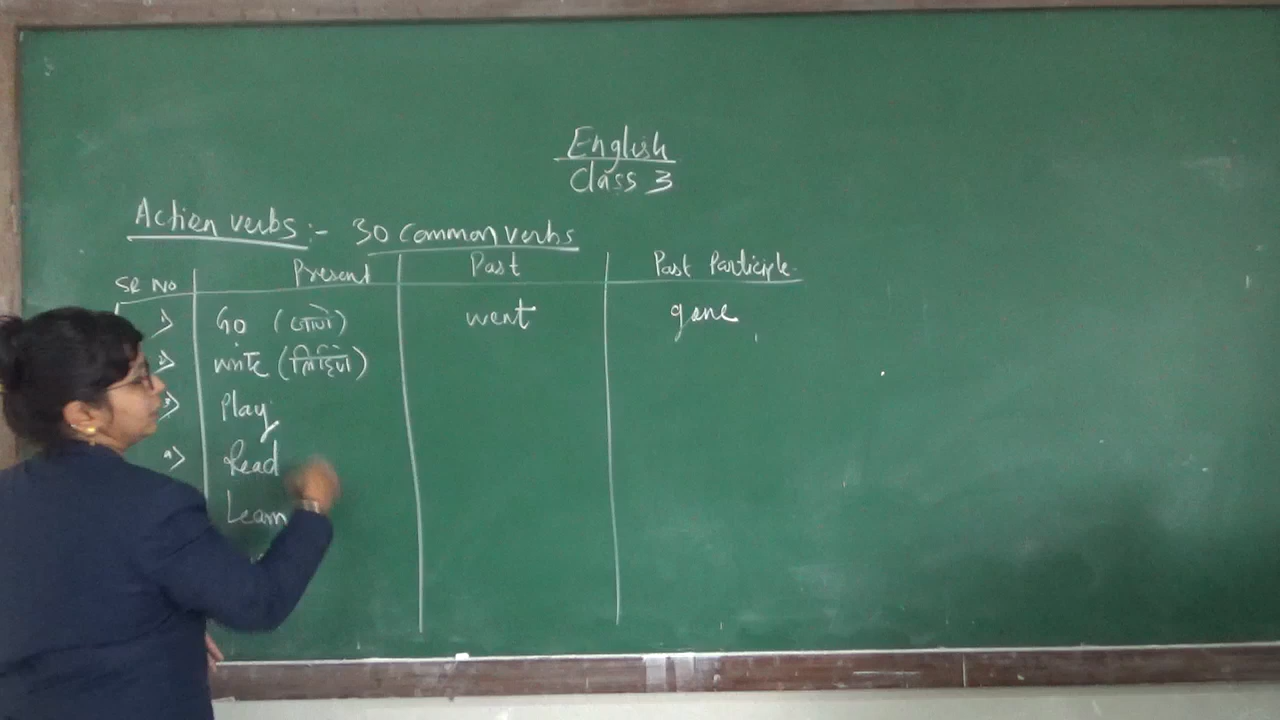 English
Class 3
Action verbs:- 30 Common verbs
SR No Present Past Past Participle
1> Go went gone
2> write
3> Play
4> Read
Learn